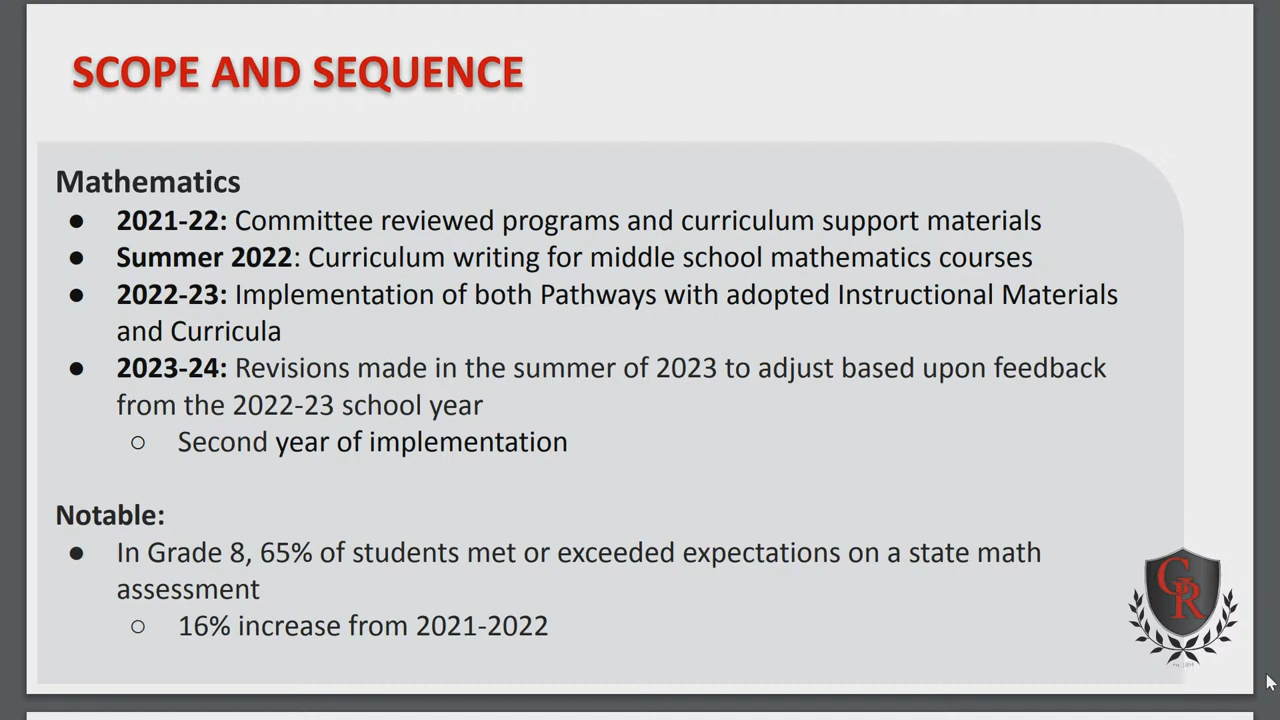 SCOPE AND SEQUENCE
Mathematics
● 2021-22: Committee reviewed programs and curriculum support materials
● Summer 2022: Curriculum writing for middle school mathematics courses
● 2022-23: Implementation of both Pathways with adopted Instructional Materials
and Curricula
● 2023-24: Revisions made in the summer of 2023 to adjust based upon feedback
from the 2022-23 school year
○ Second year of implementation
Notable:
● In Grade 8, 65% of students met or exceeded expectations on a state math
assessment
○ 16% increase from 2021-2022
GR